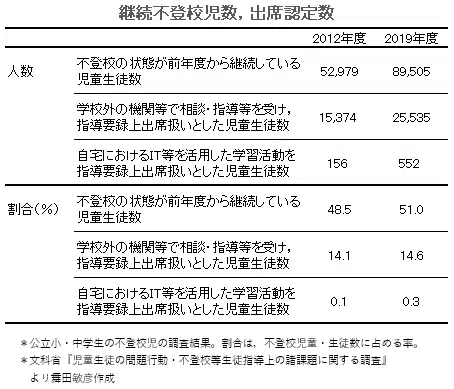 継続不登校児数，出席認定数
2012年度 2019年度
人数 不登校の状態が前年度から継続している
児童生徒数 52,979 89,505
学校外の機関等で相談・指導等を受け，
指導要録上出席扱いとした児童生徒数 15,374 25,535
自宅におけるIT等を活用した学習活動を
指導要録上出席扱いとした児童生徒数 156 552
割合（％） 不登校の状態が前年度から継続している
児童生徒数 48.5 51.0
学校外の機関等で相談・指導等を受け，
指導要録上出席扱いとした児童生徒数 14.1 14.6
自宅におけるIT等を活用した学習活動を
指導要録上出席扱いとした児童生徒数 0.1 0.3
＊公立小・中学生の不登校児の調査結果。割合は，不登校児童・生徒数に占める率。
＊文科省『児童生徒の問題行動・不登校等生徒指導上の諸課題に関する調査』
より舞田敏彦作成